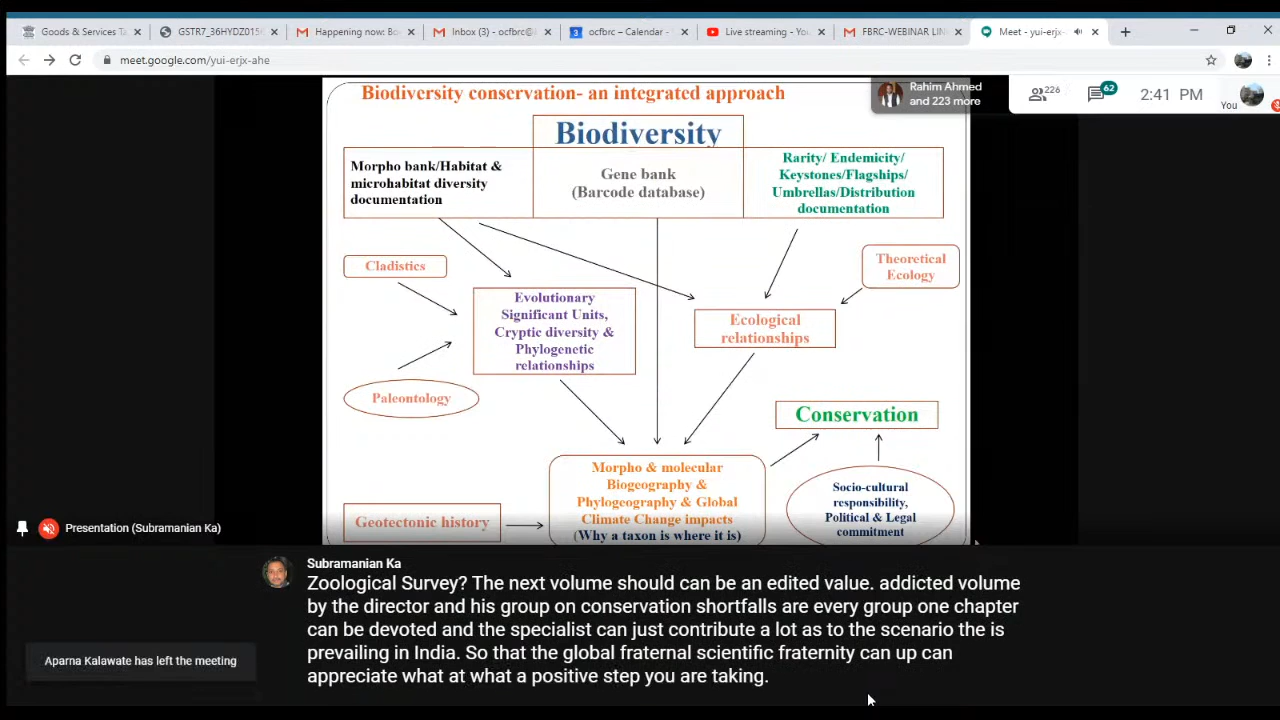 Goods & Services Ta
GSTR7_36HYDZ015
Happening now: Bo
Inbox (3) - ocfbrc@
ocfbrc – Calendar -
Live streaming - You
FBRC-WEBINAR LIN
Meet - yui-erjx-
meet.google.com/yui-erjx-ahe
Biodiversity conservation- an integrated approach
Rahim Ahmed
and 223 more
226
62
2:41 PM
You
Biodiversity
Morpho bank/Habitat &
microhabitat diversity
documentation
Gene bank
(Barcode database)
Rarity/ Endemicity/
Keystones/Flagships/
Umbrellas/Distribution
documentation
Cladistics
Theoretical
Ecology
Evolutionary
Significant Units,
Cryptic diversity &
Phylogenetic
relationships
Ecological
relationships
Paleontology
Conservation
Morpho & molecular
Biogeography &
Phylogeography & Global
Climate Change impacts
(Why a taxon is where it is)
Socio-cultural
responsibility,
Political & Legal
commitment
Geotectonic history
Presentation (Subramanian Ka)
Subramanian Ka
Zoological Survey? The next volume should can be an edited value. addicted volume
by the director and his group on conservation shortfalls are every group one chapter
can be devoted and the specialist can just contribute a lot as to the scenario the is
prevailing in India. So that the global fraternal scientific fraternity can up can
appreciate what at what a positive step you are taking.
Aparna Kalawate has left the meeting